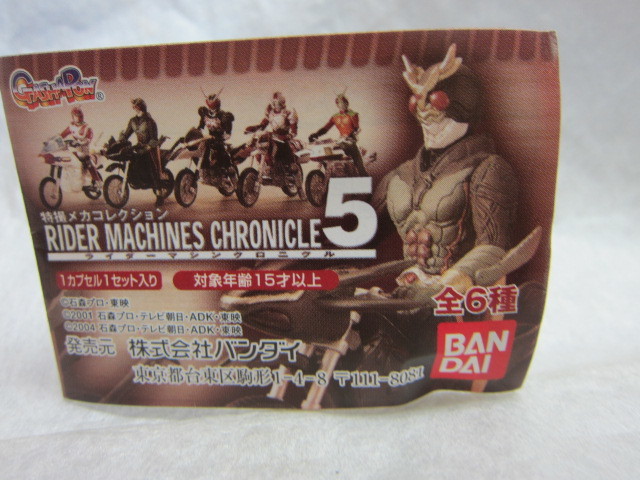 GASHAPON®
特撮メカコレクション
RIDER MACHINES CHRONICLE 5
ライダーマシンクロニクル
1カプセル1セット入り
対象年齢15才以上
©石森プロ・東映
©2001 石森プロ・テレビ朝日・ADK・東映
©2004 石森プロ・テレビ朝日・ADK・東映
全6種
発売元 株式会社バンダイ
東京都台東区駒形1-4-8 〒111-8081
BAN
DAI